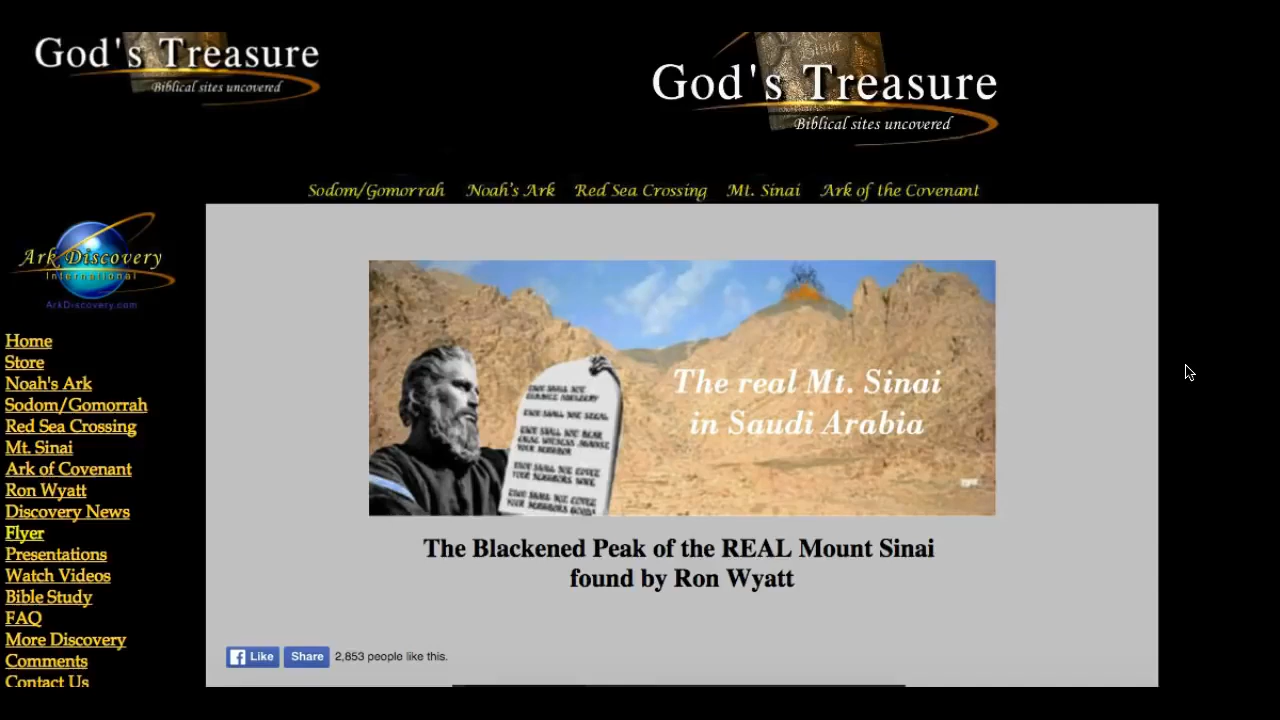 God's Treasure
Biblical sites uncovered
God's Treasure
Biblical sites uncovered
Sodom/Gomorrah Noah's Ark Red Sea Crossing Mt. Sinai Ark of the Covenant
Ark Discovery
International
ArkDiscovery.com
Home
Store
Noah's Ark
Sodom/Gomorrah
Red Sea Crossing
Mt. Sinai
Ark of Covenant
Ron Wyatt
Discovery News
Flyer
Presentations
Watch Videos
Bible Study
FAQ
More Discovery
Comments
Contact Us
The real Mt. Sinai
in Saudi Arabia
The Blackened Peak of the REAL Mount Sinai
found by Ron Wyatt
Like Share 2,853 people like this.